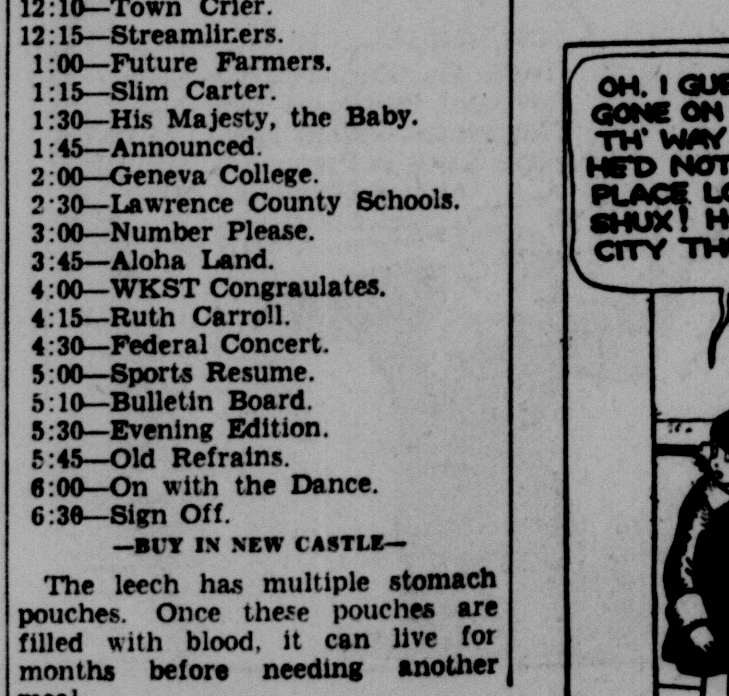 12:10—Town Crier.
12:15—Streamliners.
1:00—Future Farmers.
1:15—Slim Carter.
1:30—His Majesty, the Baby.
1:45—Announced.
2:00—Geneva College.
2:30—Lawrence County Schools.
3:00—Number Please.
3:45—Aloha Land.
4:00—WKST Congraulates.
4:15—Ruth Carroll.
4:30—Federal Concert.
5:00—Sports Resume.
5:10—Bulletin Board.
5:30—Evening Edition.
5:45—Old Refrains.
6:00—On with the Dance.
6:30—Sign Off.
—BUY IN NEW CASTLE—
The leech has multiple stomach
pouches. Once these pouches are
filled with blood, it can live for
months before needing another
OH. I
GONE ON
TH' WAY
HE'D NOT
PLACE
SHUX!
CITY